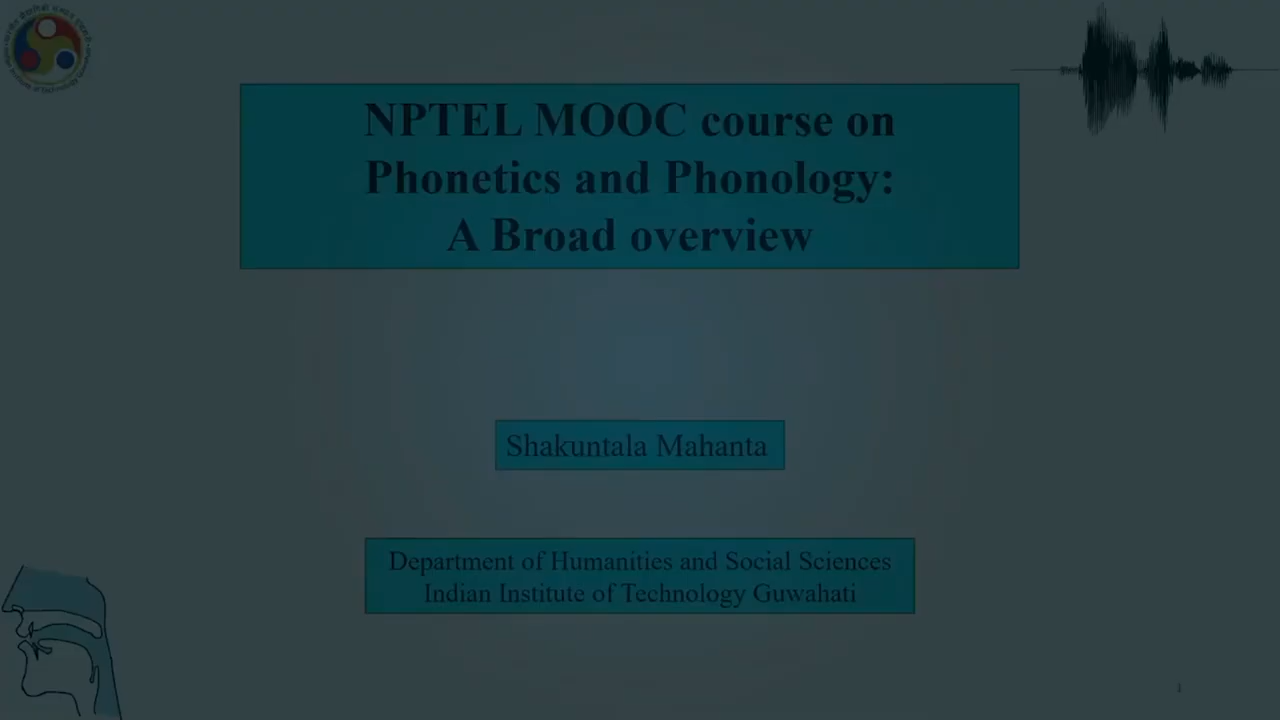 NPTEL MOOC course on
Phonetics and Phonology:
A Broad overview
Shakuntala Mahanta
Department of Humanities and Social Sciences
Indian Institute of Technology Guwahati
1